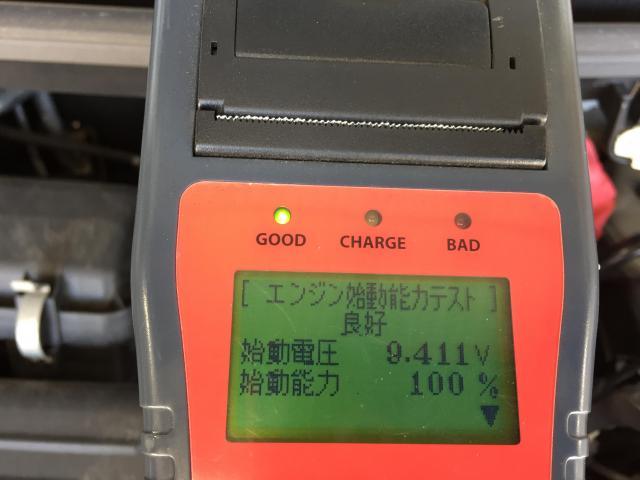 GOOD CHARGE BAD
[ エンジン始動能力テスト ]
良好
始動電圧 9.411V
始動能力 100 %
▼